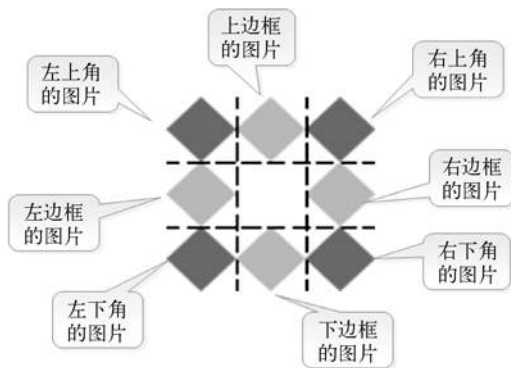 上边框
的图片
左上角
的图片
右上角
的图片
左边框
的图片
右边框
的图片
左下角
的图片
下边框
的图片
右下角
的图片